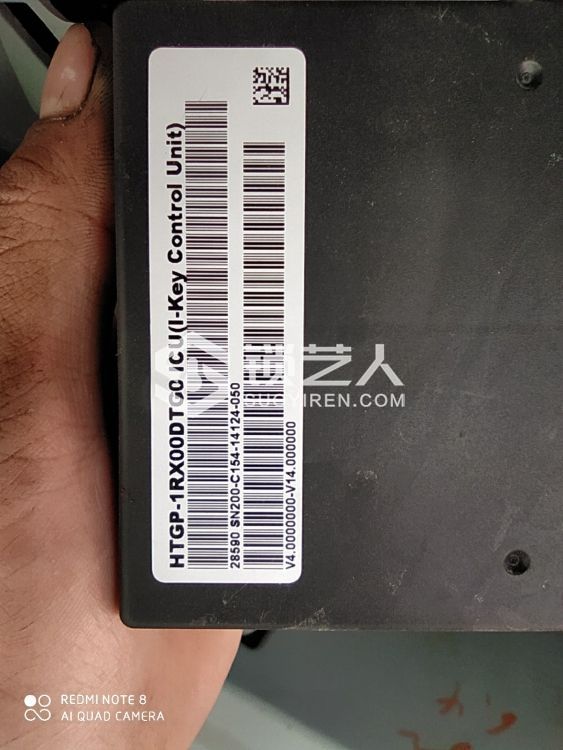 HTGP-1RX00DTG0 ICU(I-Key Control Unit)
28590 SN200-C154-14124-050
V4.0000000-V14.000000
锁艺人
SUOYIREN.COM
REDMI NOTE 8
AI QUAD CAMERA